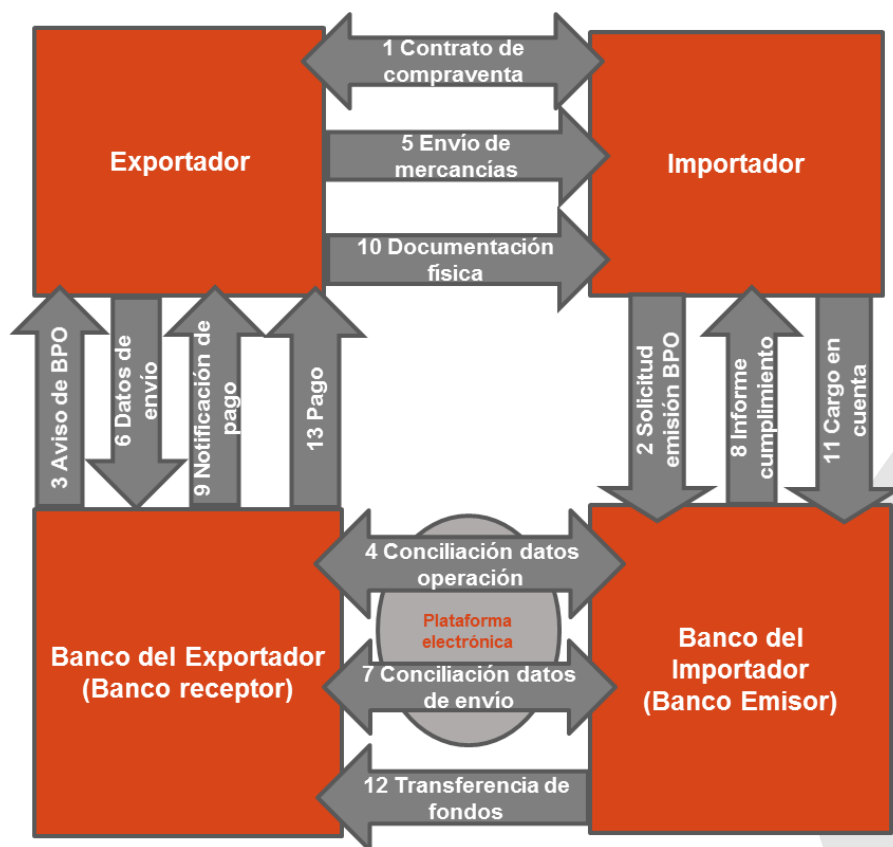 1 Contrato de
compraventa
Exportador
Importador
5 Envío de
mercancías
10 Documentación
física
3 Aviso de BPO
6 Datos de
envío
9 Notificación de
pago
13 Pago
2 Solicitud
emisión BPO
8 Informe
cumplimiento
11 Cargo en
cuenta
4 Conciliación datos
operación
Plataforma
electrónica
Banco del Exportador
(Banco receptor)
Banco del
Importador
(Banco Emisor)
7 Conciliación datos
de envío
12 Transferencia de
fondos